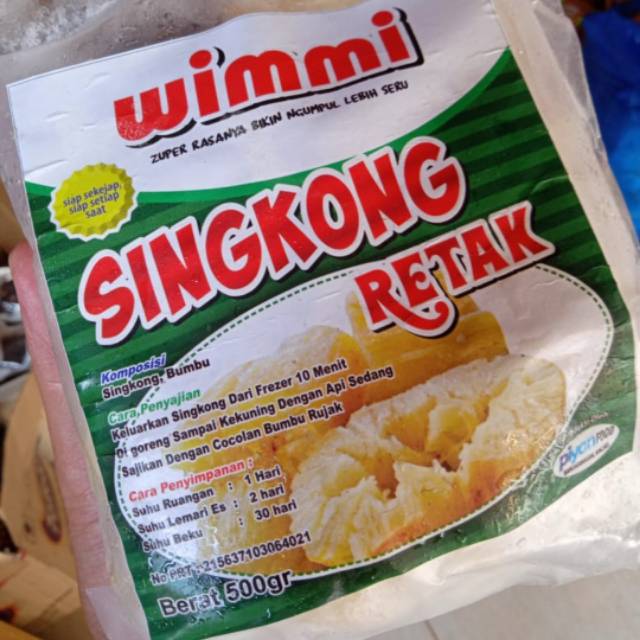 wimmi
ZUPER RASANYA BIKIN NGUMPUL LEBIH SERU
siap sekejap,
siap setiap
saat
SINGKONG
RETAK
Komposisi
Singkong, Bumbu
Cara Penyajian
Keluarkan Singkong Dari Frezer 10 Menit
Di goreng Sampai Kekuning Dengan Api Sedang
Sajikan Dengan Cocolan Bumbu Rujak
Cara Penyimpanan :
Suhu Ruangan : 1 Hari
Suhu Lemari Es : 2 hari
Suhu Beku : 30 hari
No PBT : 215637103064021
Berat 500gr